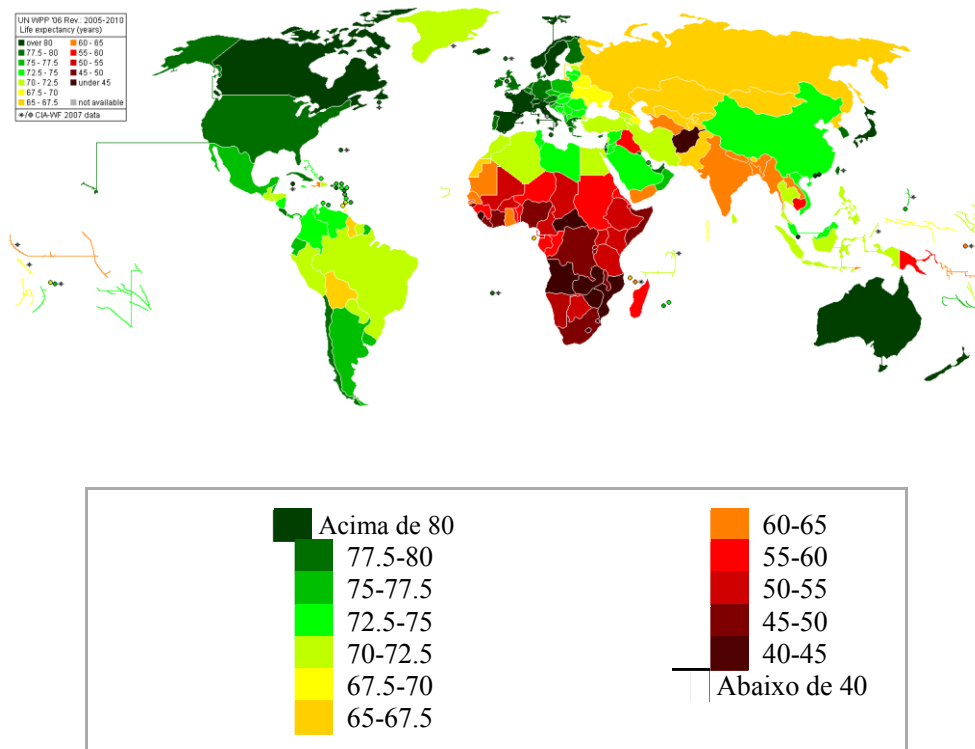 UN WPP '06 Rev.: 2005-2010
Life expectancy (years)
over 80
77.5 - 80
75 - 77.5
72.5 - 75
70 - 72.5
67.5 - 70
65 - 67.5
60 - 65
55 - 60
50 - 55
45 - 50
under 45
not available
CIA-WF 2007 data
Acima de 80
77.5-80
75-77.5
72.5-75
70-72.5
67.5-70
65-67.5
60-65
55-60
50-55
45-50
40-45
Abaixo de 40